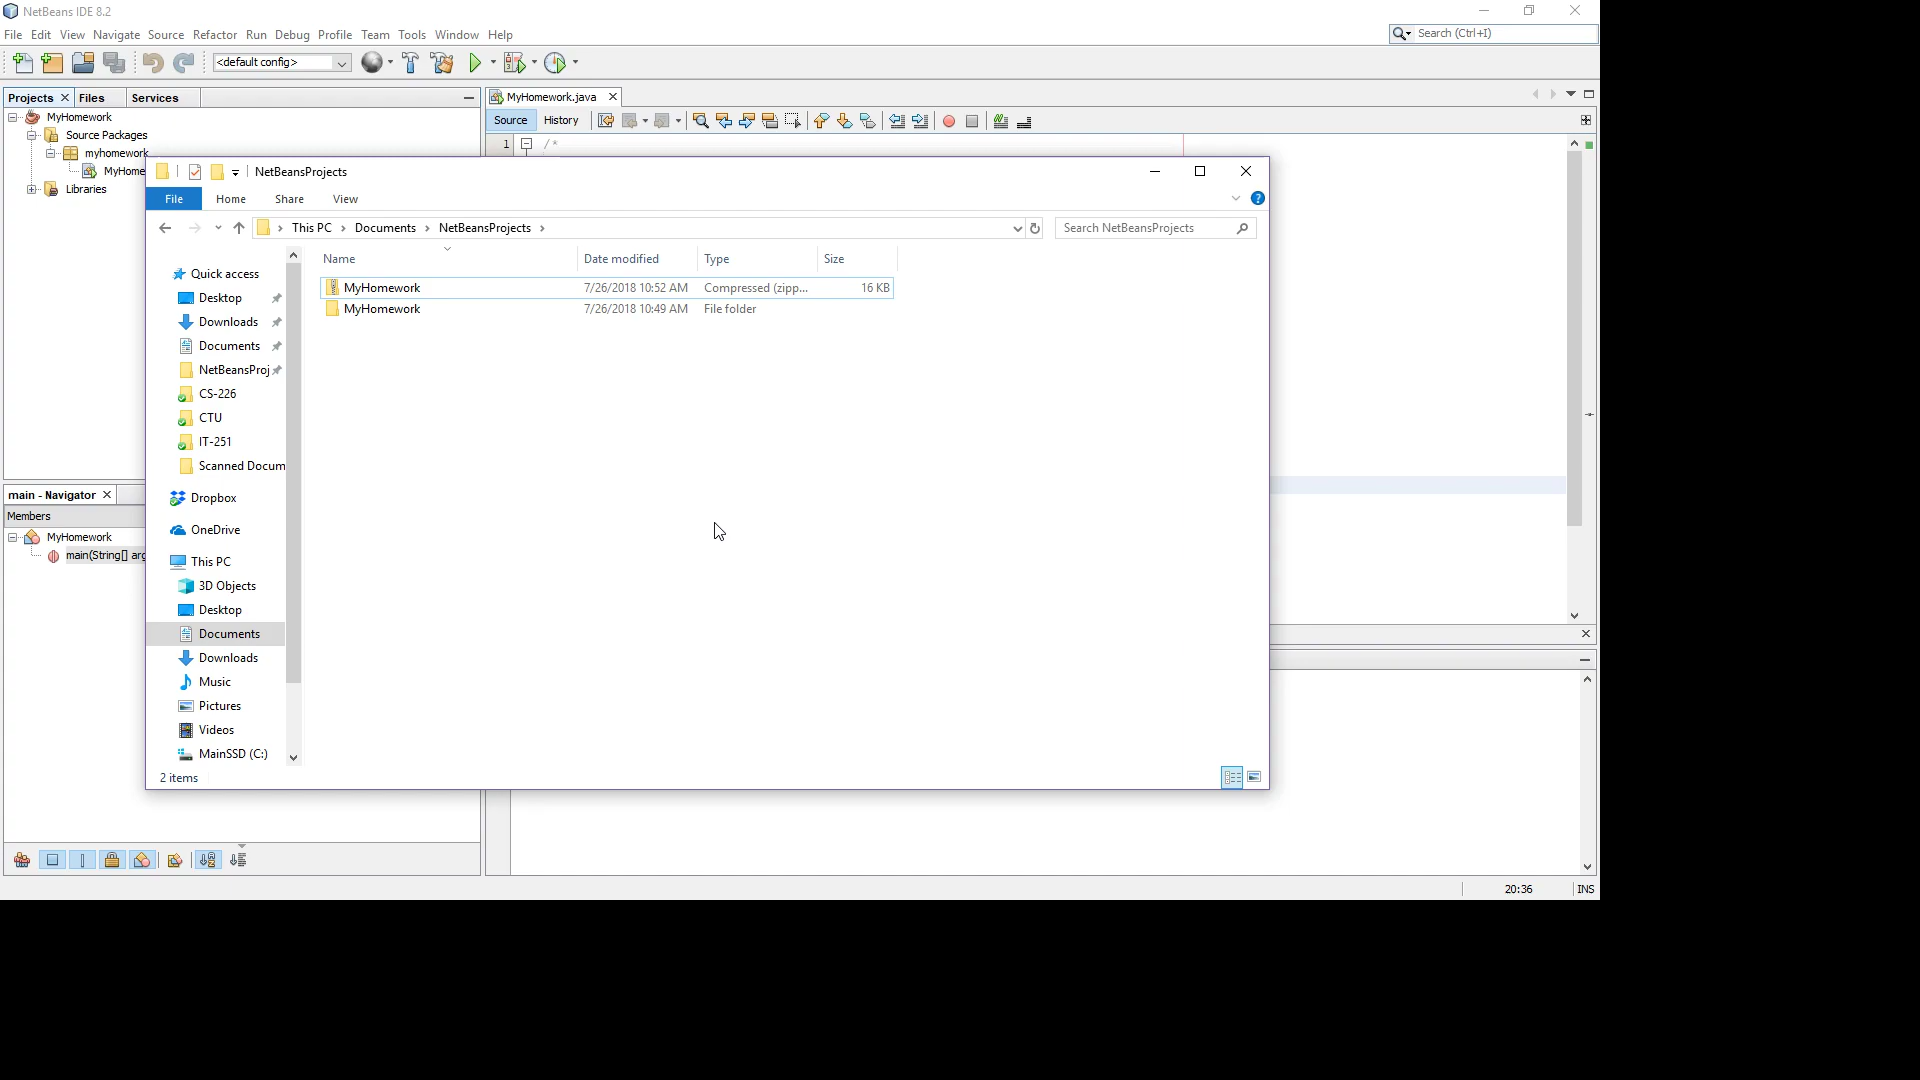 NetBeans IDE 8.2
File Edit View Navigate Source Refactor Run Debug Profile Team Tools Window Help
Search (Ctrl+I)
<default config>
Projects Files Services
MyHomework.java
MyHomework
Source History
Source Packages
1 /*
myhomework
MyHome
Libraries
NetBeansProjects
File Home Share View
This PC > Documents > NetBeansProjects >
Search NetBeansProjects
Name Date modified Type Size
Quick access
MyHomework 7/26/2018 10:52 AM Compressed (zipp... 16 KB
Desktop
MyHomework 7/26/2018 10:49 AM File folder
Downloads
Documents
NetBeansProj
CS-226
CTU
IT-251
Scanned Docum
Dropbox
OneDrive
This PC
3D Objects
Desktop
Documents
Downloads
Music
Pictures
Videos
MainSSD (C:)
2 items
main - Navigator
Members
MyHomework
main(String[] arg
20:36 INS